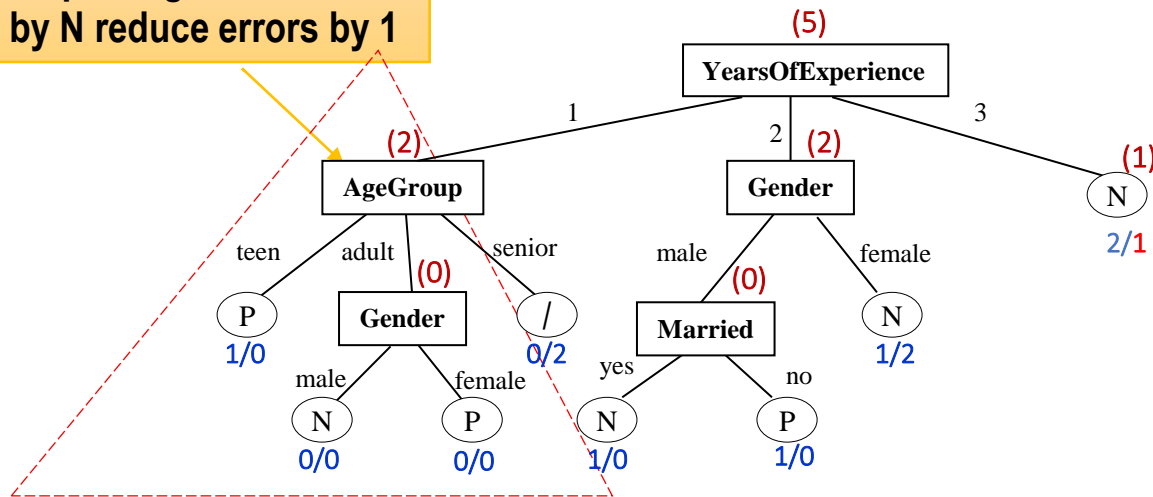 by N reduce errors by 1
(5)
YearsOfExperience
1
2
3
(2)
(2)
(1)
AgeGroup
Gender
N
2/1
teen
adult
senior
male
female
(0)
(0)
P
Gender
/
Married
N
1/0
0/2
1/2
male
female
yes
no
N
P
N
P
0/0
0/0
1/0
1/0